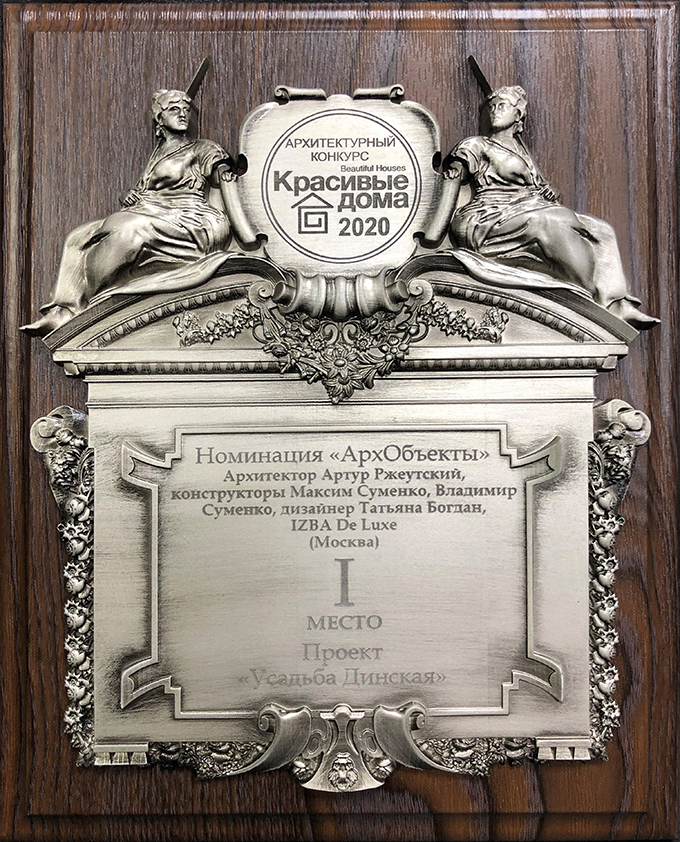 АРХИТЕКТУРНЫЙ
КОНКУРС
Beautiful Houses
Красивые
дома
2020
Номинация «АрхОбъекты»
Архитектор Артур Ржеутский,
конструкторы Максим Суменко, Владимир
Суменко, дизайнер Татьяна Богдан,
IZBA De Luxe
(Москва)
I
МЕСТО
Проект
«Усадьба Динская»